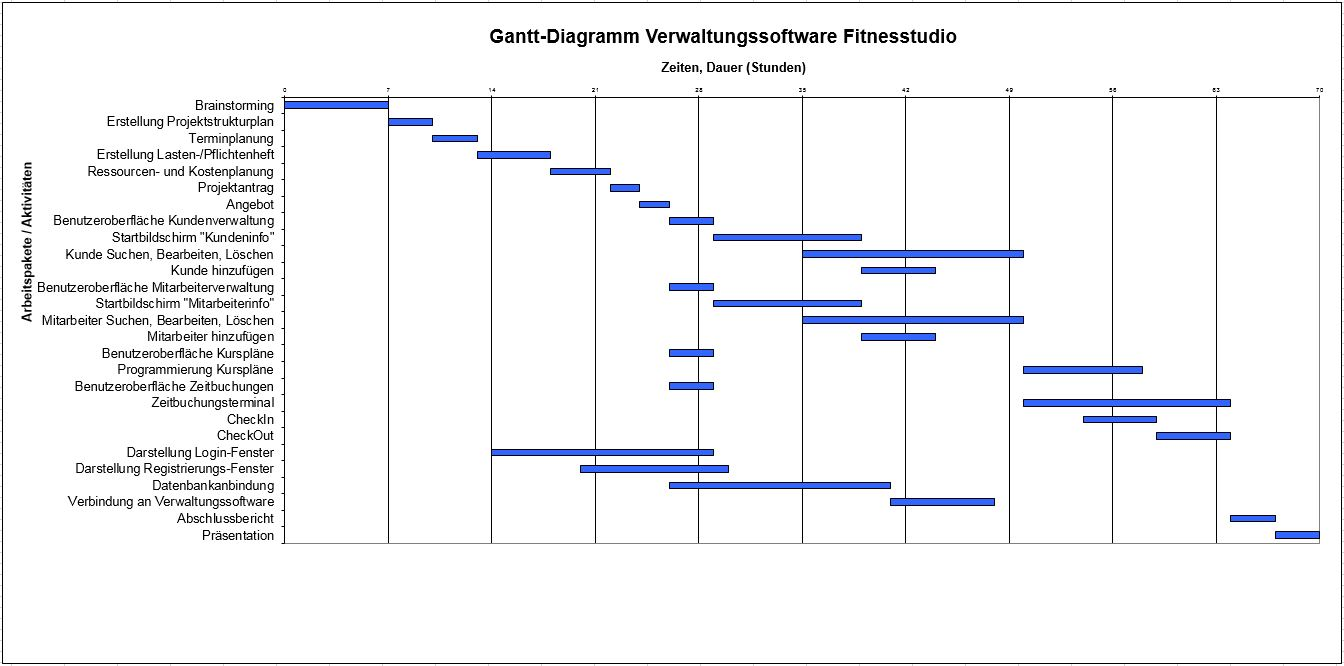 Gantt-Diagramm Verwaltungssoftware Fitnesstudio
Zeiten, Dauer (Stunden)
0 7 14 21 28 35 42 49 56 63 70
Arbeitspakete / Aktivitäten
Brainstorming
Erstellung Projektstrukturplan
Terminplanung
Erstellung Lasten-/Pflichtenheft
Ressourcen- und Kostenplanung
Projektantrag
Angebot
Benutzeroberfläche Kundenverwaltung
Startbildschirm "Kundeninfo"
Kunde Suchen, Bearbeiten, Löschen
Kunde hinzufügen
Benutzeroberfläche Mitarbeiterverwaltung
Startbildschirm "Mitarbeiterinfo"
Mitarbeiter Suchen, Bearbeiten, Löschen
Mitarbeiter hinzufügen
Benutzeroberfläche Kurspläne
Programmierung Kurspläne
Benutzeroberfläche Zeitbuchungen
Zeitbuchungsterminal
CheckIn
CheckOut
Darstellung Login-Fenster
Darstellung Registrierungs-Fenster
Datenbankanbindung
Verbindung an Verwaltungssoftware
Abschlussbericht
Präsentation